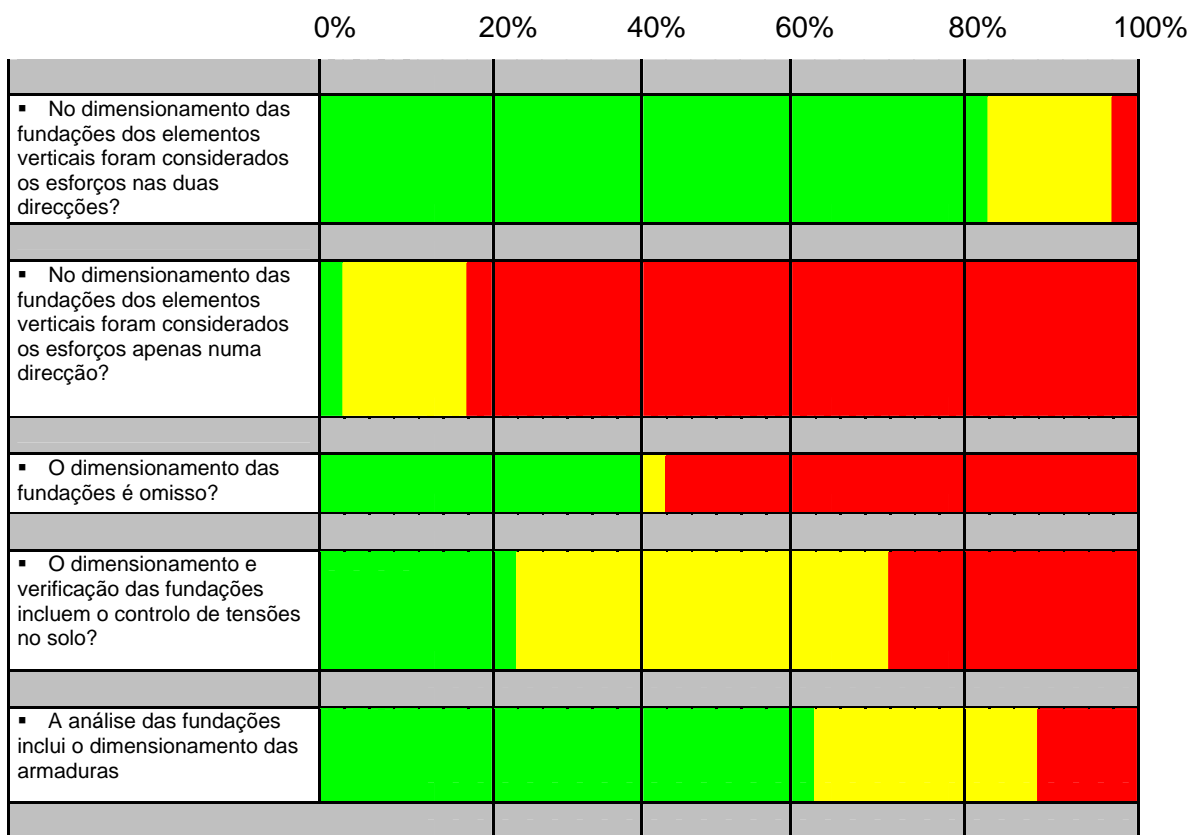 0% 20% 40% 60% 80% 100%
▪ No dimensionamento das
fundações dos elementos
verticais foram considerados
os esforços nas duas
direcções?
▪ No dimensionamento das
fundações dos elementos
verticais foram considerados
os esforços apenas numa
direcção?
▪ O dimensionamento das
fundações é omisso?
▪ O dimensionamento e
verificação das fundações
incluem o controlo de tensões
no solo?
▪ A análise das fundações
inclui o dimensionamento das
armaduras